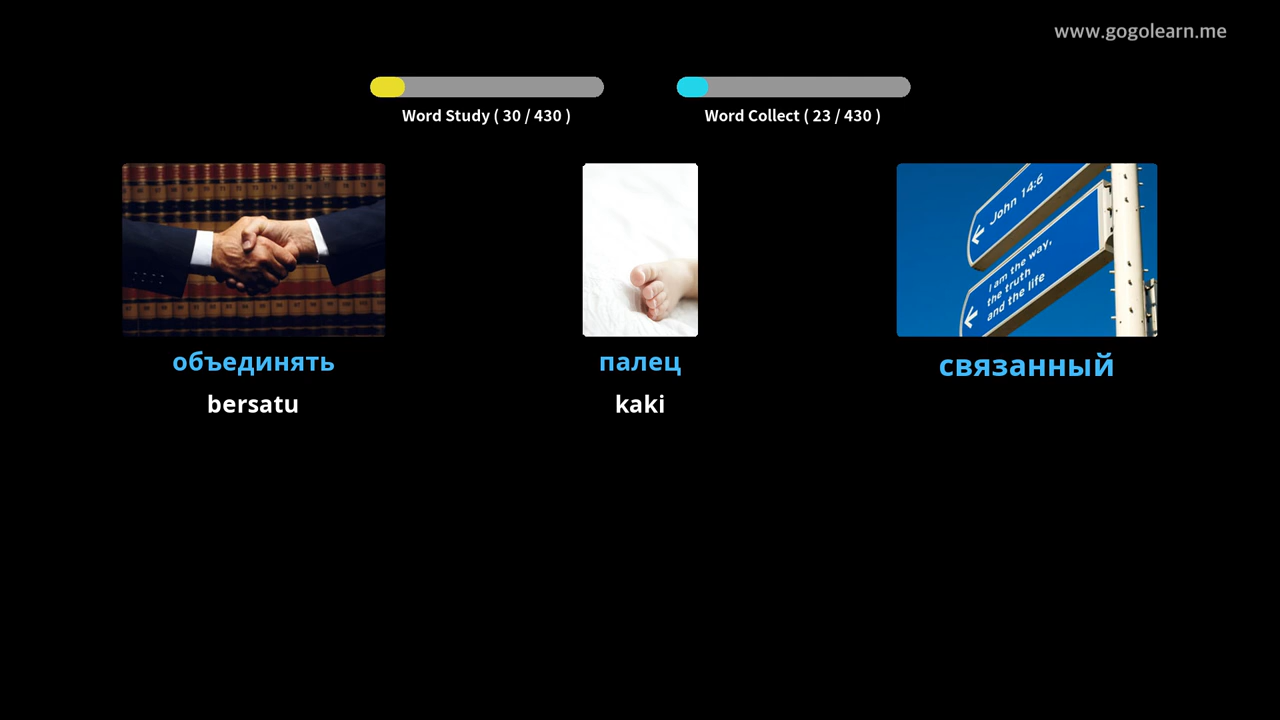 www.gogolearn.me
Word Study ( 30 / 430 )
Word Collect ( 23 / 430 )
John 14:6
I am the way,
the truth
and the life
объединять
палец
связанный
bersatu
kaki